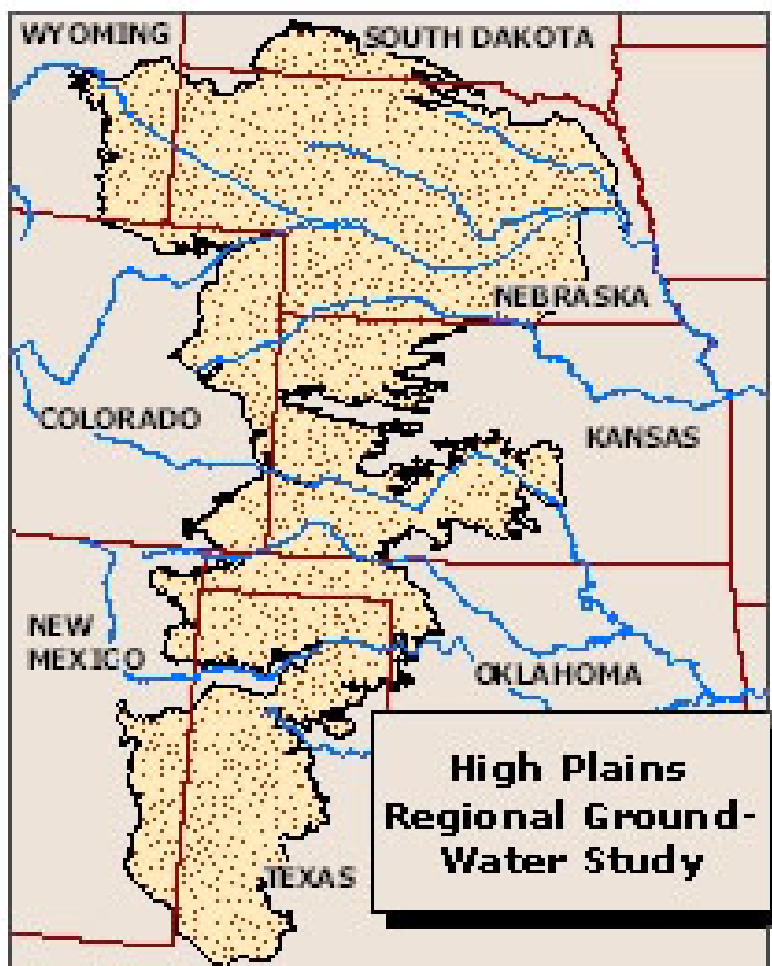 WYOMING
SOUTH DAKOTA
NEBRASKA
COLORADO
KANSAS
NEW
MEXICO
OKLAHOMA
High Plains
Regional Ground-
Water Study
TEXAS